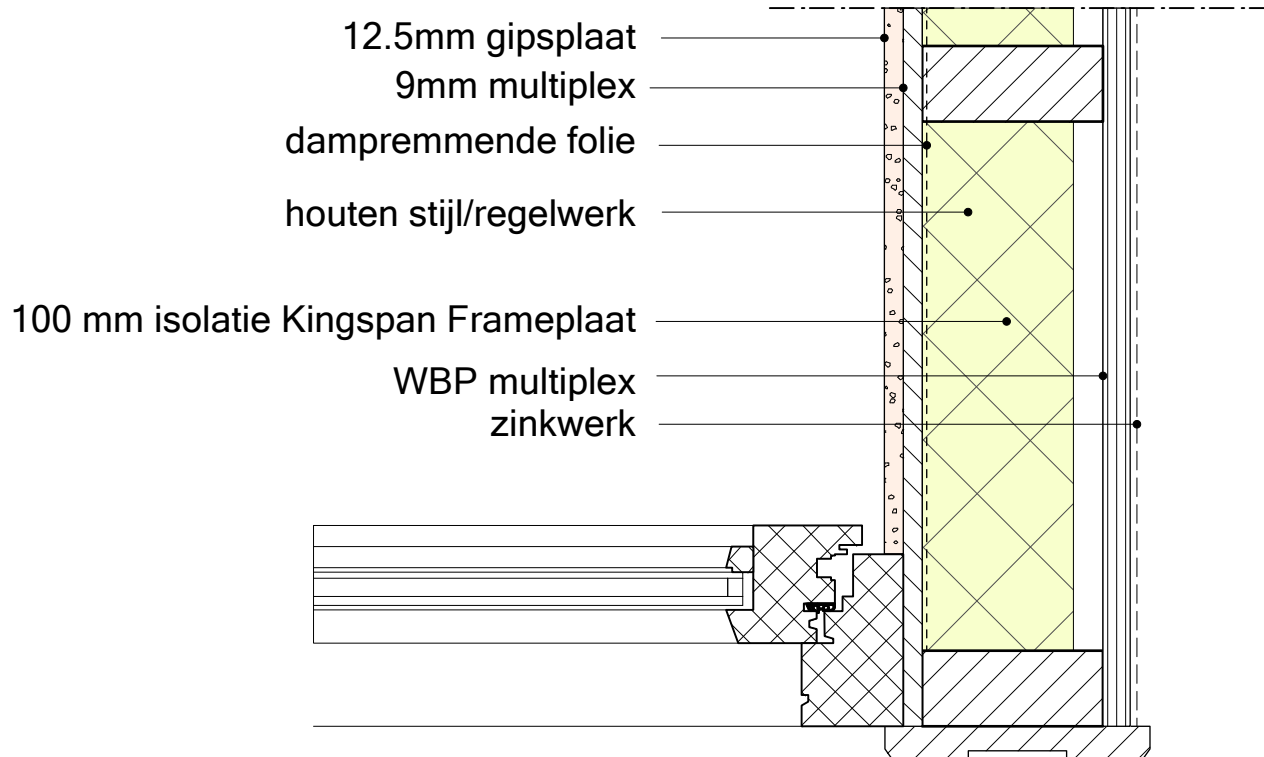 12.5mm gipsplaat
9mm multiplex
dampremmende folie
houten stijl/regelwerk
100 mm isolatie Kingspan Frameplaat
WBP multiplex
zinkwerk